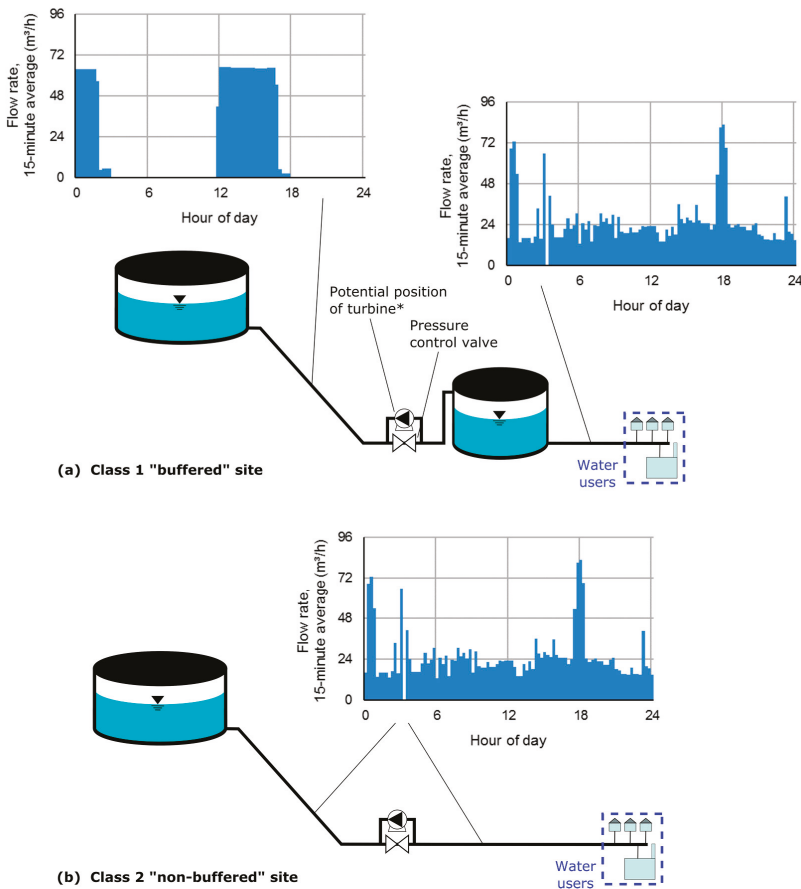 Flow rate,
15-minute average (m³/h)
96
72
48
24
0
0 6 12 18 24
Hour of day
Flow rate,
15-minute average (m³/h)
96
72
48
24
0
0 6 12 18 24
Hour of day
Potential position
of turbine*
Pressure
control valve
Water
users
(a) Class 1 "buffered" site
Flow rate,
15-minute average (m³/h)
96
72
48
24
0
0 6 12 18 24
Hour of day
Water
users
(b) Class 2 "non-buffered" site